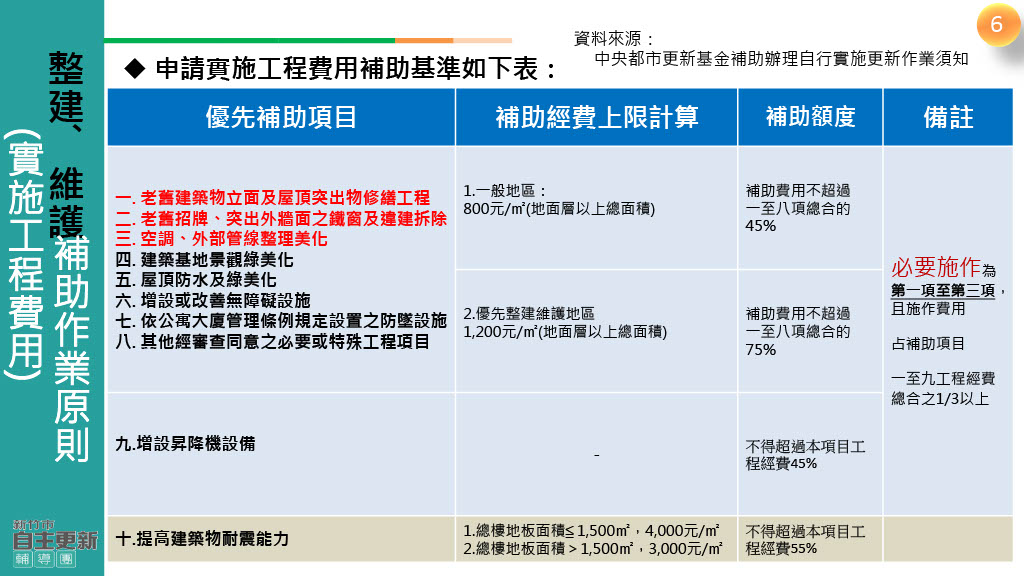 6
資料來源：
中央都市更新基金補助辦理自行實施更新作業須知
整建、維護補助作業原則
(實施工程費用)
◆ 申請實施工程費用補助基準如下表：
優先補助項目
補助經費上限計算
補助額度
備註
一. 老舊建築物立面及屋頂突出物修繕工程
二. 老舊招牌、突出外牆面之鐵窗及違建拆除
三. 空調、外部管線整理美化
四. 建築基地景觀綠美化
五. 屋頂防水及綠美化
六. 增設或改善無障礙設施
七. 依公寓大廈管理條例規定設置之防墜設施
八. 其他經審查同意之必要或特殊工程項目
1.一般地區：
800元/㎡(地面層以上總面積)
補助費用不超過
一至八項總合的
45%
2.優先整建維護地區
1,200元/㎡(地面層以上總面積)
補助費用不超過
一至八項總合的
75%
必要施作為
第一項至第三項，
且施作費用
占補助項目
一至九工程經費
總合之1/3以上
九.增設昇降機設備
-
不得超過本項目工
程經費45%
十.提高建築物耐震能力
1.總樓地板面積≦1,500㎡，4,000元/㎡
2.總樓地板面積＞1,500㎡，3,000元/㎡
不得超過本項目工
程經費55%
新竹市
自主更新
輔導團